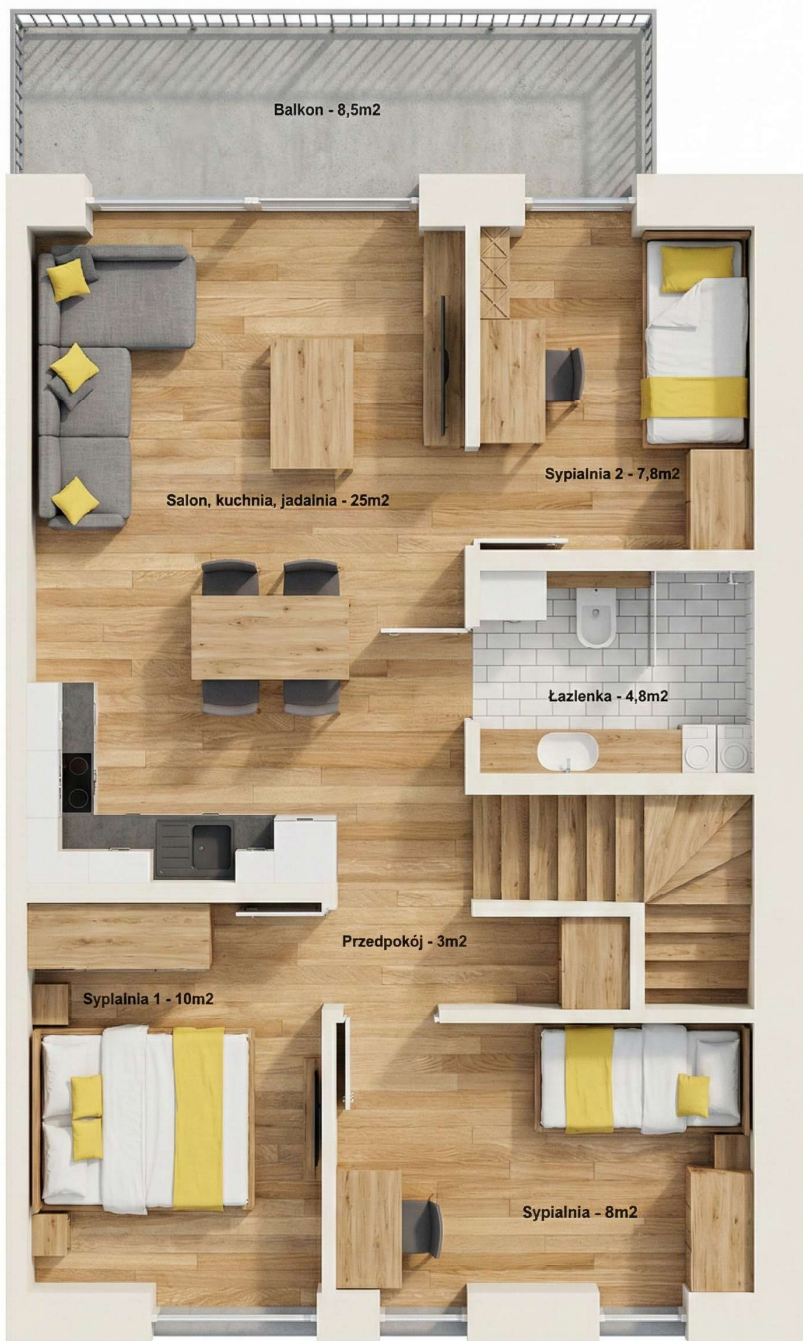 Balkon - 8,5m2
Sypialnia 2 - 7,8m2
Salon, kuchnia, jadalnia - 25m2
Łazlenka - 4,8m2
Przedpokój - 3m2
Syplalnia 1 - 10m2
Sypialnia - 8m2